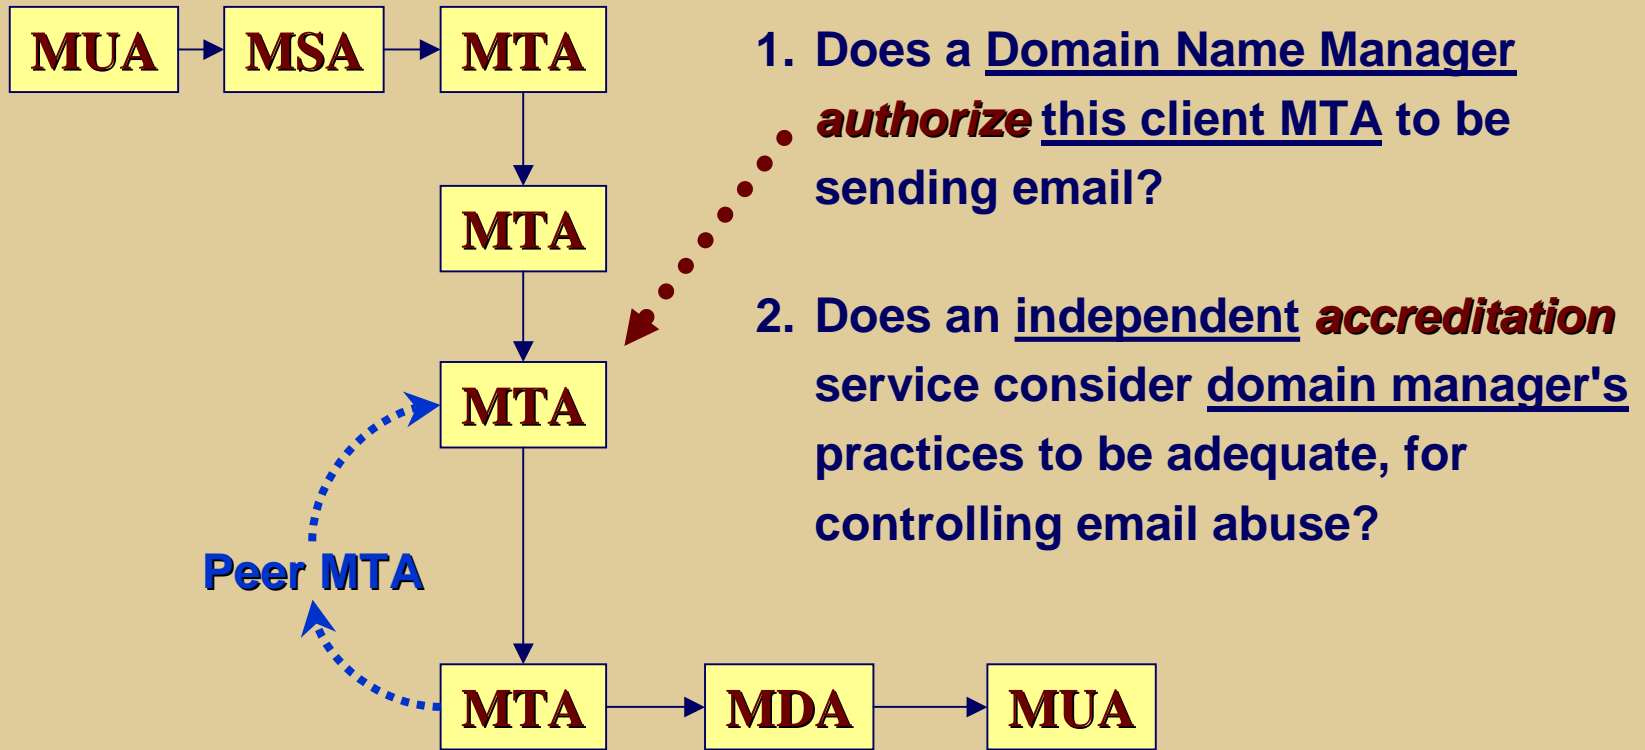 MUA MSA MTA
MTA
MTA
Peer MTA
MTA MDA MUA
1. Does a Domain Name Manager
authorize this client MTA to be
sending email?
2. Does an independent accreditation
service consider domain manager's
practices to be adequate, for
controlling email abuse?